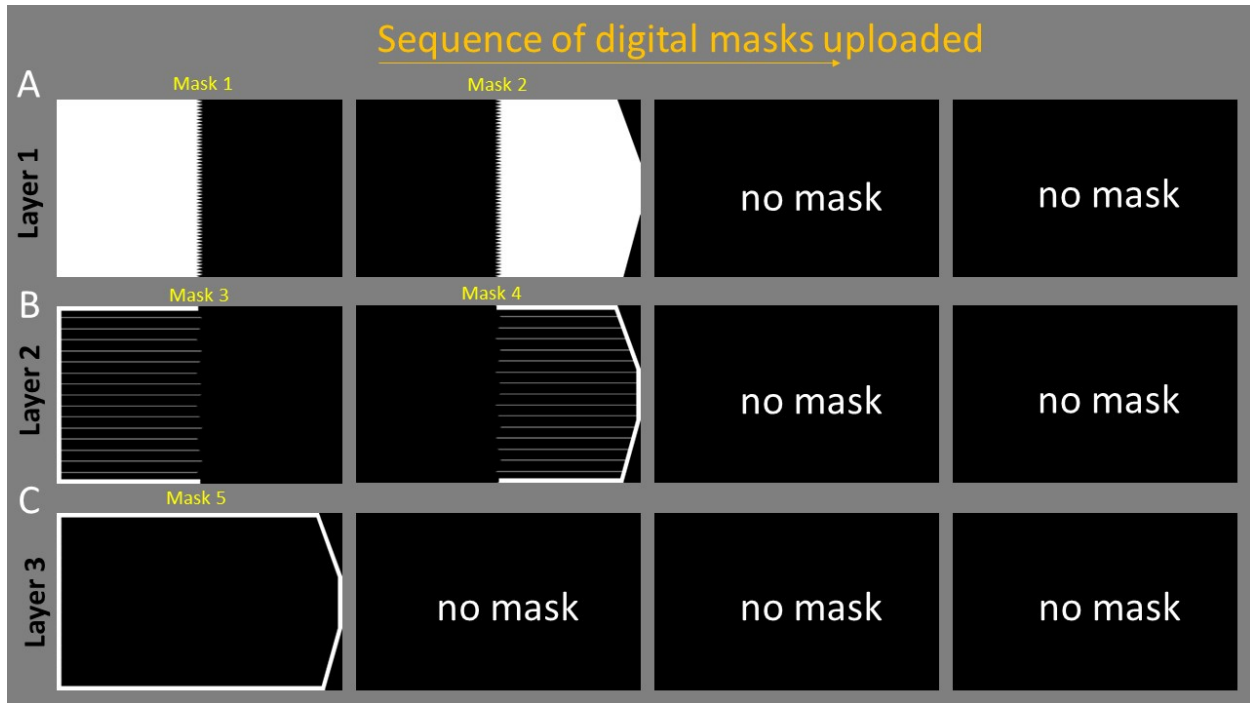 Sequence of digital masks uploaded
A
Mask 1
Mask 2
Layer 1
no mask
no mask
B
Mask 3
Mask 4
Layer 2
no mask
no mask
C
Mask 5
Layer 3
no mask
no mask
no mask